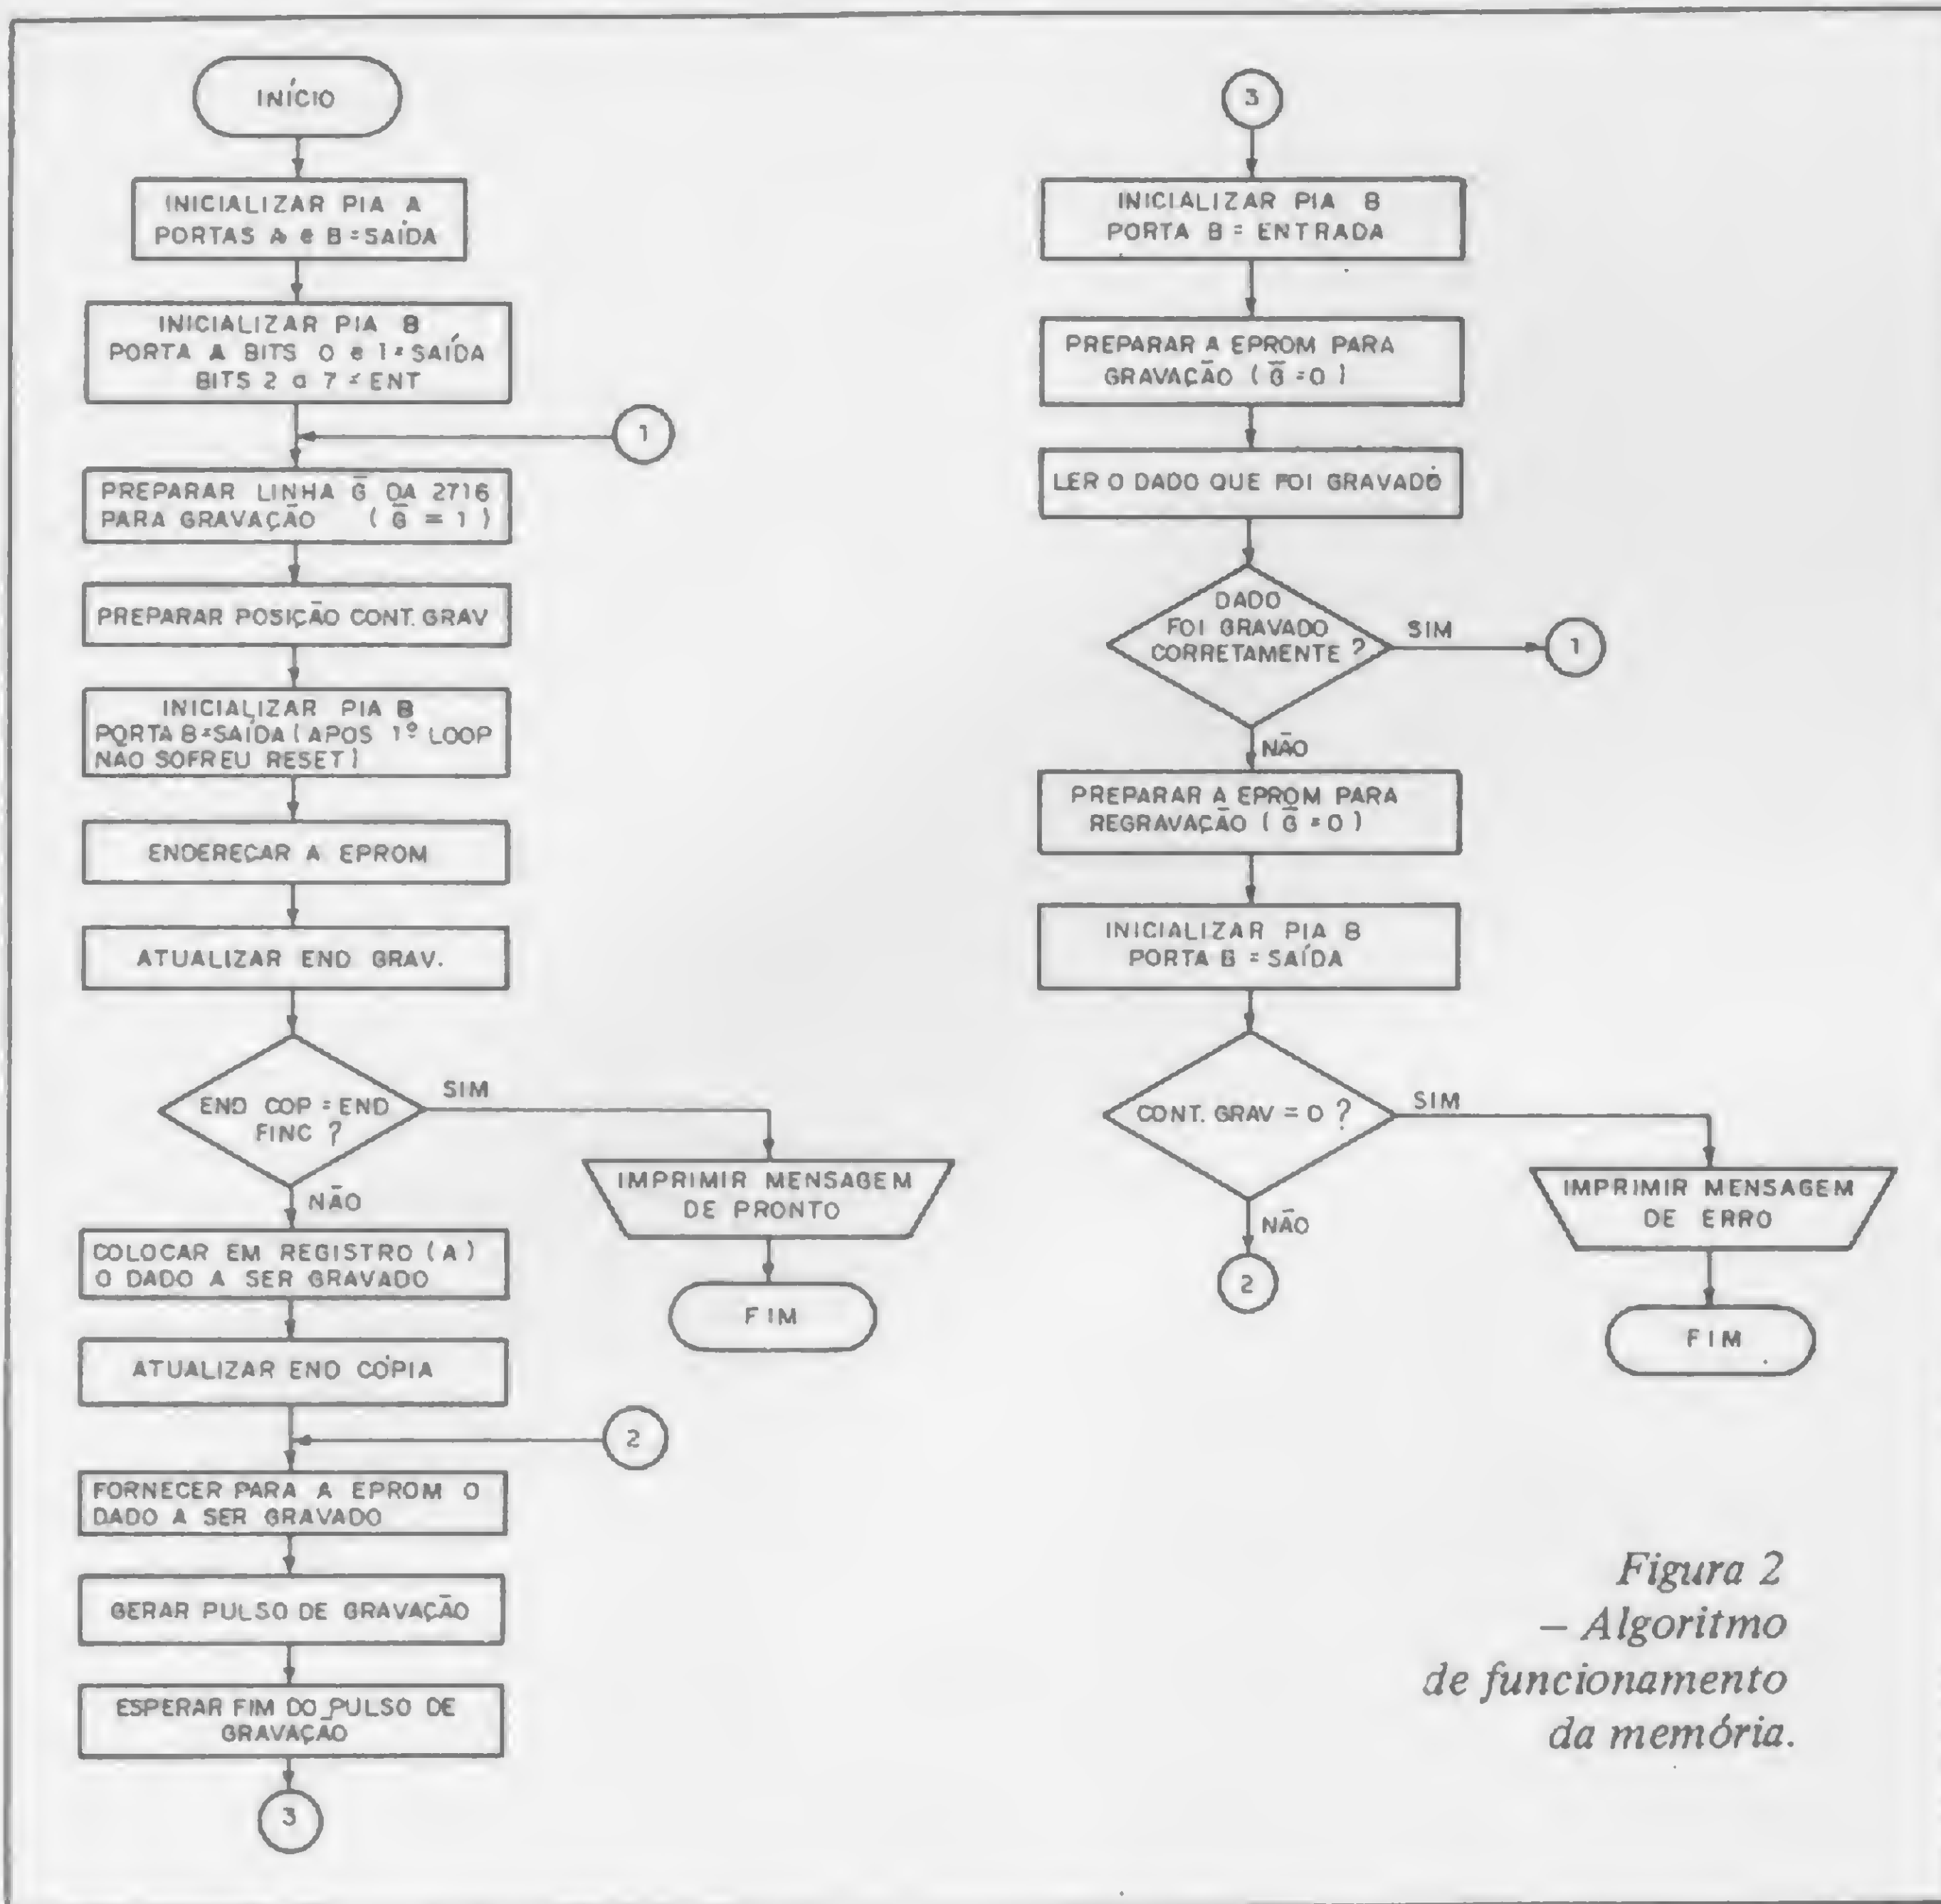 INÍCIO
INICIALIZAR PIA A
PORTAS A e B = SAÍDA
INICIALIZAR PIA B
PORTA A BITS 0 e 1 = SAÍDA
BITS 2 a 7 = ENT
1
PREPARAR LINHA G̅ DA 2716
PARA GRAVAÇÃO ( G̅ = 1 )
PREPARAR POSIÇÃO CONT. GRAV
INICIALIZAR PIA B
PORTA B = SAÍDA ( APOS 1º LOOP
NAO SOFREU RESET )
ENDEREÇAR A EPROM
ATUALIZAR END GRAV.
END COP = END
FINC ?
SIM
NÃO
IMPRIMIR MENSAGEM
DE PRONTO
FIM
COLOCAR EM REGISTRO ( A )
O DADO A SER GRAVADO
ATUALIZAR END CÓPIA
2
FORNECER PARA A EPROM O
DADO A SER GRAVADO
GERAR PULSO DE GRAVAÇÃO
ESPERAR FIM DO PULSO DE
GRAVAÇÃO
3
3
INICIALIZAR PIA B
PORTA B = ENTRADA
PREPARAR A EPROM PARA
GRAVAÇÃO ( G̅ = 0 )
LER O DADO QUE FOI GRAVADO
DADO
FOI GRAVADO
CORRETAMENTE ?
SIM
1
NÃO
PREPARAR A EPROM PARA
REGRAVAÇÃO ( G̅ = 0 )
INICIALIZAR PIA B
PORTA B = SAÍDA
CONT. GRAV = 0 ?
SIM
NÃO
2
IMPRIMIR MENSAGEM
DE ERRO
FIM
Figura 2
– Algoritmo
de funcionamento
da memória.